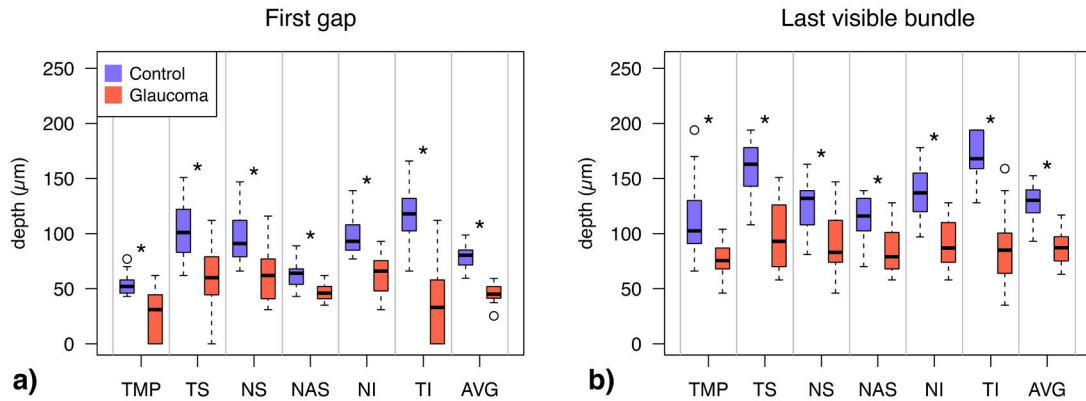 First gap
250
200
150
100
50
0
depth (µm)
Control
Glaucoma
* * * * * * *
TMP TS NS NAS NI TI AVG
a)
Last visible bundle
250
200
150
100
50
0
depth (µm)
* * * * * * *
TMP TS NS NAS NI TI AVG
b)